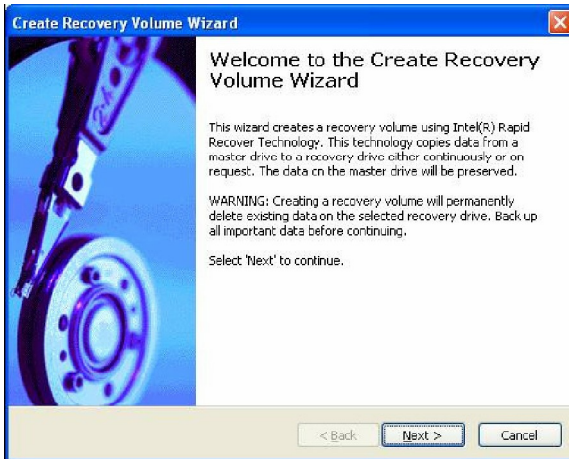 Create Recovery Volume Wizard
Welcome to the Create Recovery
Volume Wizard
This wizard creates a recovery volume using Intel(R) Rapid
Recover Technology. This technology copies data from a
master drive to a recovery drive either continuously or on
request. The data on the master drive will be preserved.
WARNING: Creating a recovery volume will permanently
delete existing data on the selected recovery drive. Back up
all important data before continuing.
Select 'Next' to continue.
< Back
Next >
Cancel